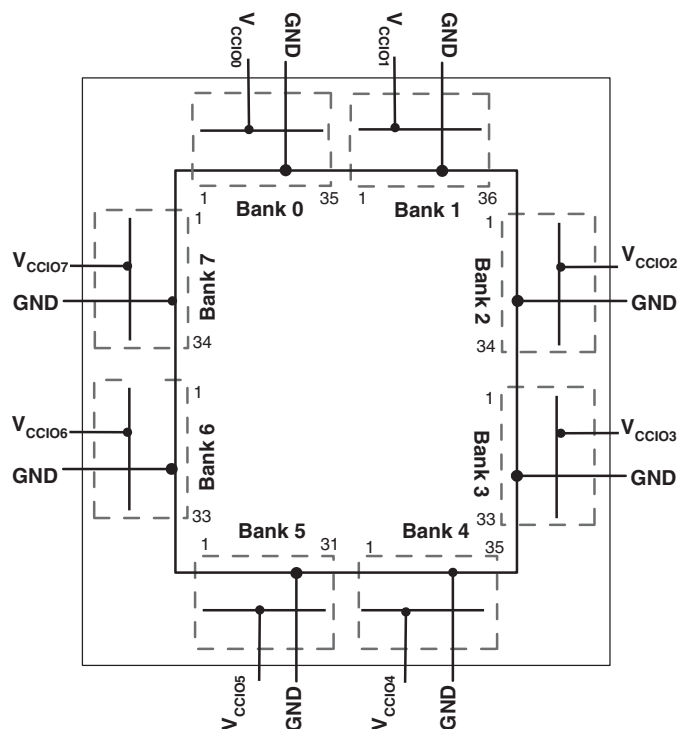 VCCIO0
GND
VCCIO1
GND
1
35
1
36
Bank 0
Bank 1
1
1
VCCIO7
Bank 7
Bank 2
VCCIO2
GND
GND
34
34
1
1
VCCIO6
Bank 6
Bank 3
VCCIO3
GND
GND
33
33
Bank 5
Bank 4
1
31
1
35
VCCIO5
GND
VCCIO4
GND